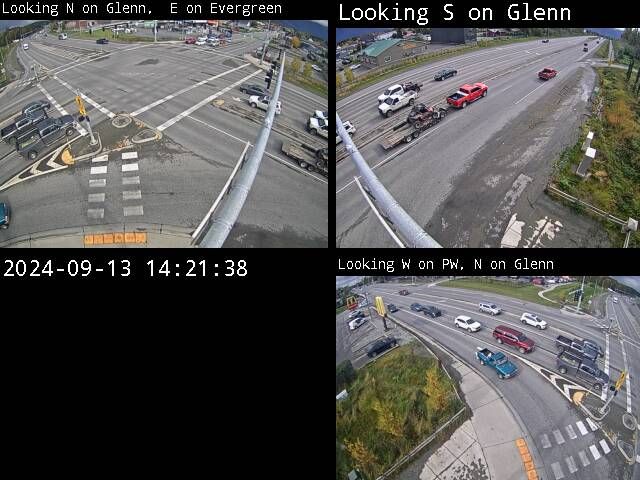 Looking N on Glenn,  E on Evergreen
Looking S on Glenn
2024-09-13 14:21:38
Looking W on PW, N on Glenn